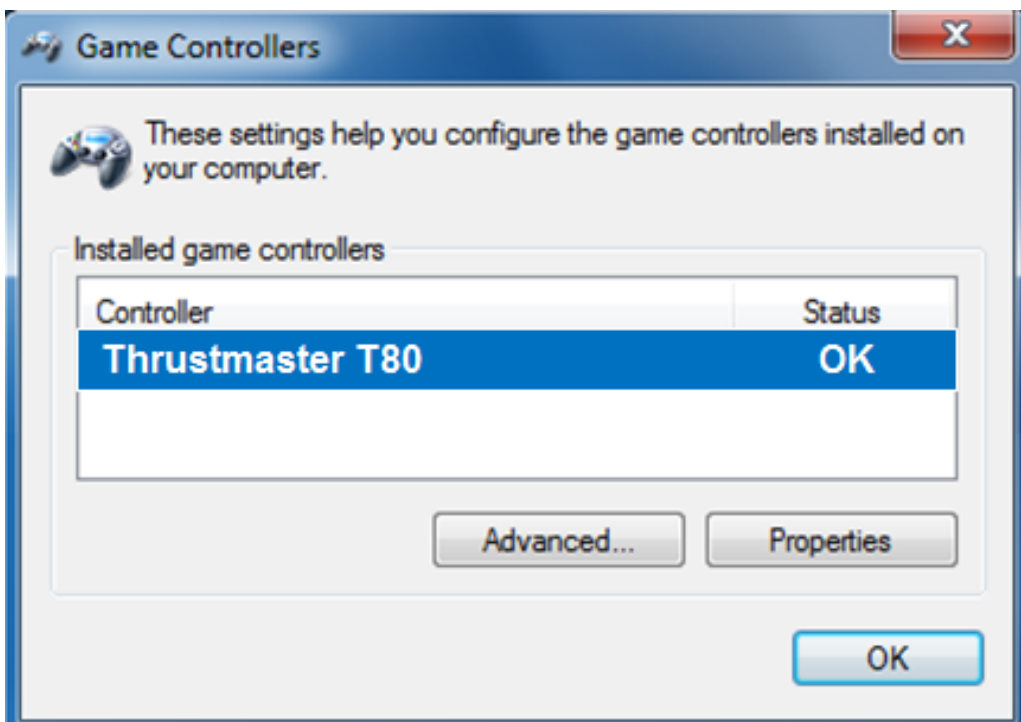 Game Controllers
These settings help you configure the game controllers installed on
your computer.
Installed game controllers
Controller Status
Thrustmaster T80 OK
Advanced... Properties
OK